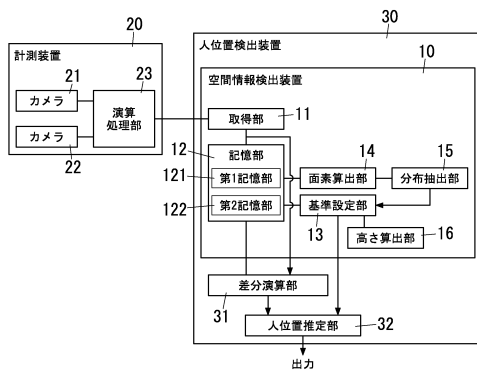 20
計測装置
21
カメラ
23
演算
処理部
カメラ
22
30
人位置検出装置
10
空間情報検出装置
取得部
11
12
記憶部
121
第1記憶部
122
第2記憶部
14
面素算出部
15
分布抽出部
基準設定部
13
高さ算出部
16
差分演算部
31
人位置推定部
32
出力